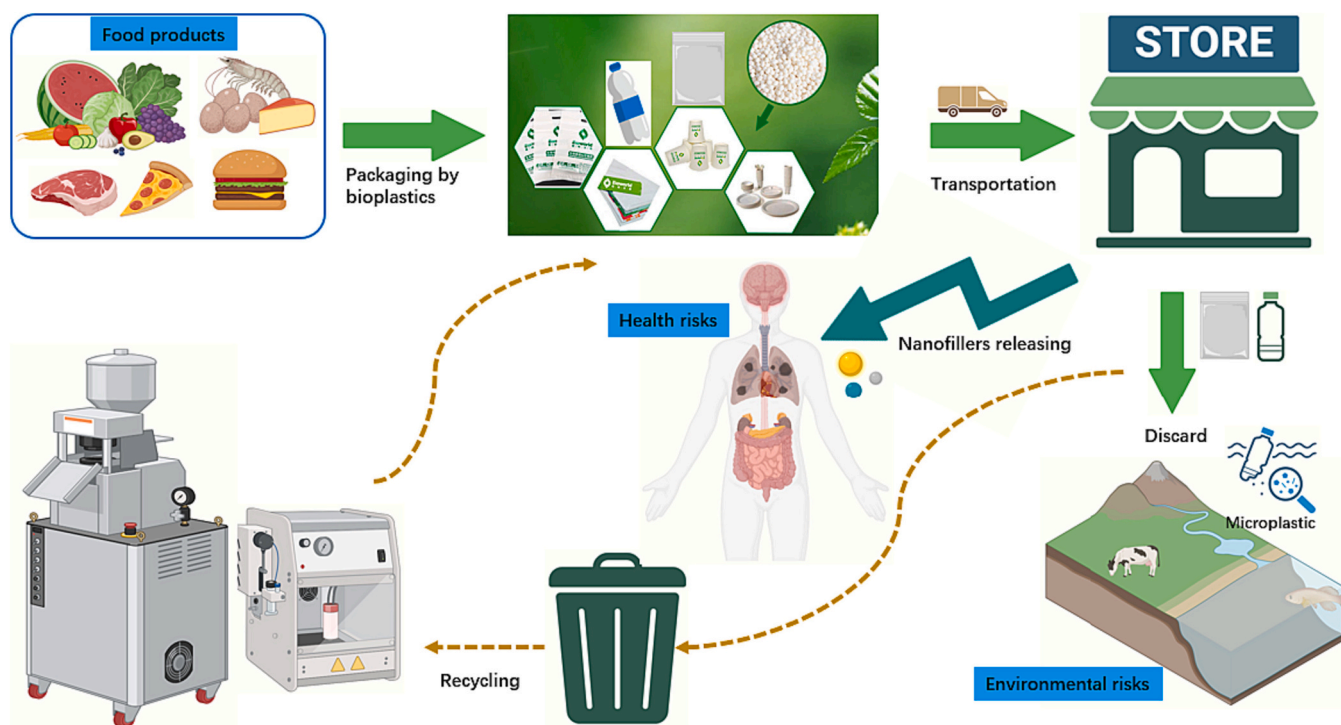 Food products
STORE
Packaging by
bioplastics
Transportation
Health risks
Nanofillers releasing
Discard
Microplastic
Recycling
Environmental risks